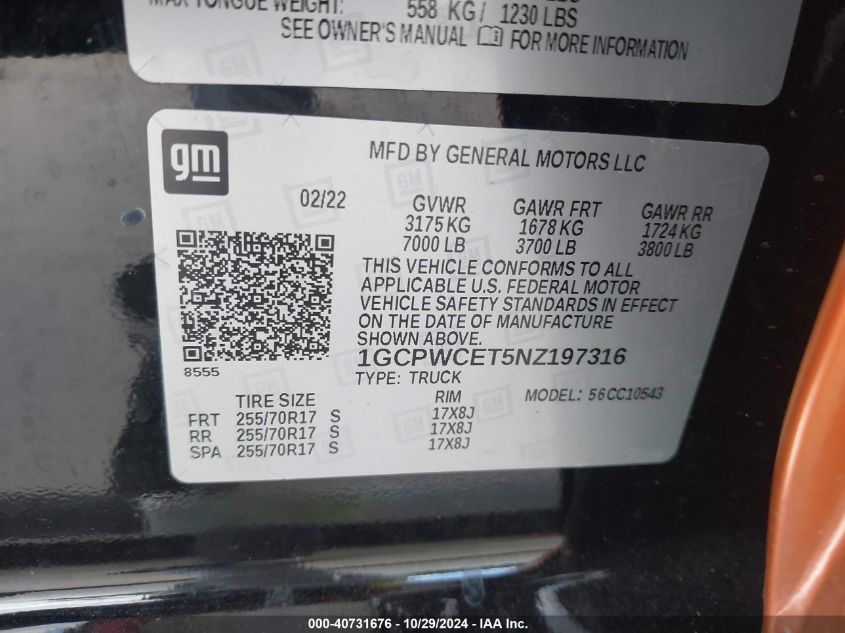 MAX TONGUE WEIGHT: 558 KG / 1230 LBS
SEE OWNER'S MANUAL FOR MORE INFORMATION
gm
MFD BY GENERAL MOTORS LLC
02/22
GVWR GAWR FRT GAWR RR
3175 KG 1678 KG 1724 KG
7000 LB 3700 LB 3800 LB
THIS VEHICLE CONFORMS TO ALL
APPLICABLE U.S. FEDERAL MOTOR
VEHICLE SAFETY STANDARDS IN EFFECT
ON THE DATE OF MANUFACTURE
SHOWN ABOVE.
8555
1GCPWCET5NZ197316
TYPE: TRUCK
MODEL: 56CC10543
TIRE SIZE RIM
FRT 255/70R17 S 17X8J
RR 255/70R17 S 17X8J
SPA 255/70R17 S 17X8J
000-40731676 - 10/29/2024 - IAA Inc.